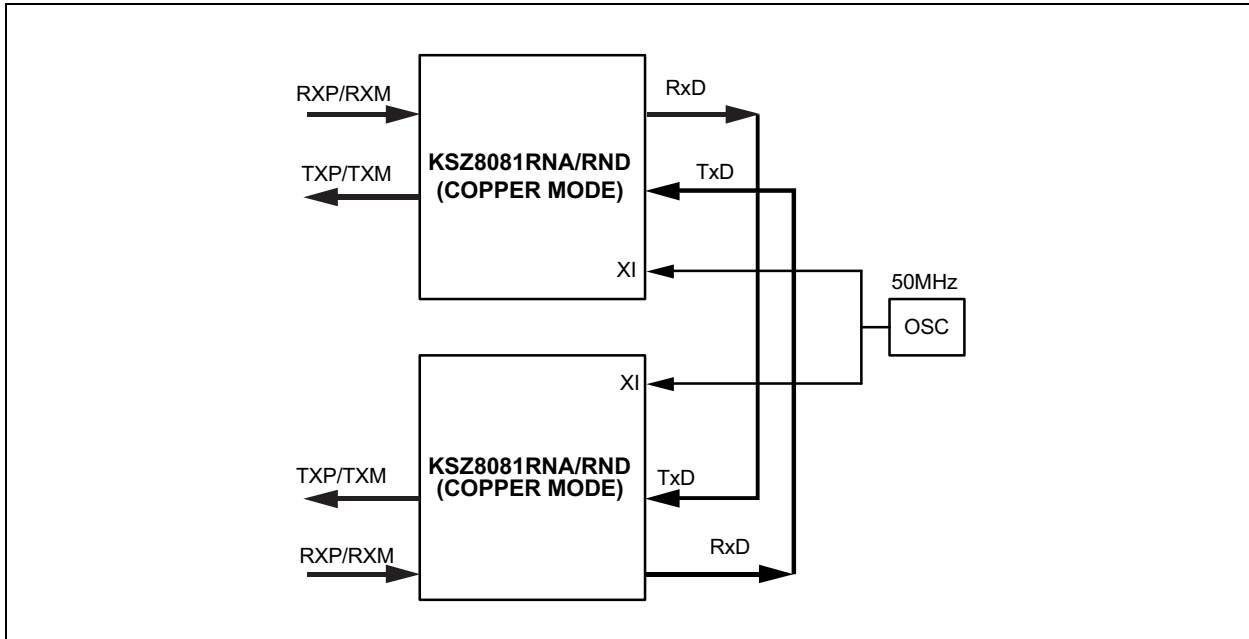 RXP/RXM
RxD
KSZ8081RNA/RND
(COPPER MODE)
TXP/TXM
TxD
XI
50MHz
OSC
XI
KSZ8081RNA/RND
(COPPER MODE)
TXP/TXM
TxD
RXP/RXM
RxD